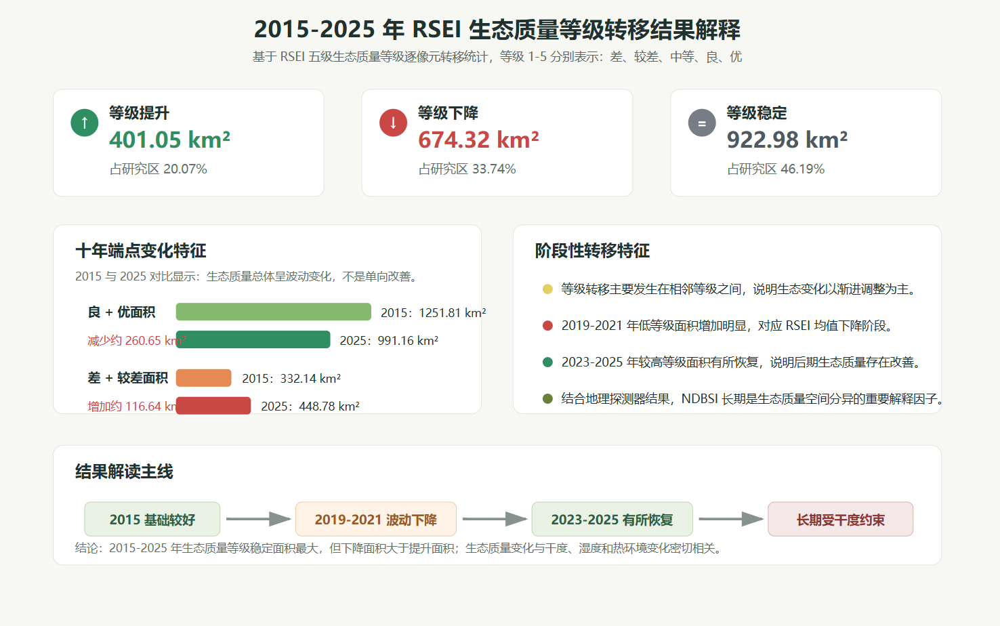 2015-2025 年 RSEI 生态质量等级转移结果解释
基于 RSEI 五级生态质量等级逐像元转移统计，等级 1-5 分别表示：差、较差、中等、良、优
↑
等级提升
401.05 km²
占研究区 20.07%
↓
等级下降
674.32 km²
占研究区 33.74%
=
等级稳定
922.98 km²
占研究区 46.19%
十年端点变化特征
2015 与 2025 对比显示：生态质量总体呈波动变化，不是单向改善。
良 + 优面积
2015：1251.81 km²
减少约 260.65 km²
2025：991.16 km²
差 + 较差面积
2015：332.14 km²
增加约 116.64
2025：448.78 km²
阶段性转移特征
等级转移主要发生在相邻等级之间，说明生态变化以渐进调整为主。
2019-2021 年低等级面积增加明显，对应 RSEI 均值下降阶段。
2023-2025 年较高等级面积有所恢复，说明后期生态质量存在改善。
结合地理探测器结果，NDBSI 长期是生态质量空间分异的重要解释因子。
结果解读主线
2015 基础较好
2019-2021 波动下降
2023-2025 有所恢复
长期受干度约束
结论：2015-2025 年生态质量等级稳定面积最大，但下降面积大于提升面积；生态质量变化与干度、湿度和热环境变化密切相关。